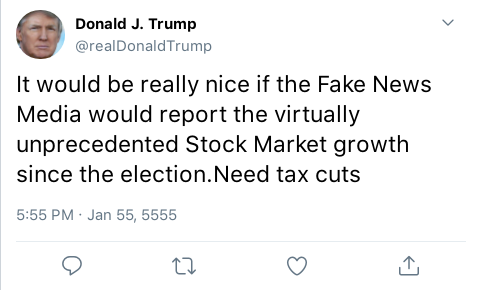 Donald J. Trump
@realDonaldTrump
It would be really nice if the Fake News
Media would report the virtually
unprecedented Stock Market growth
since the election.Need tax cuts
5:55 PM · Jan 55, 5555